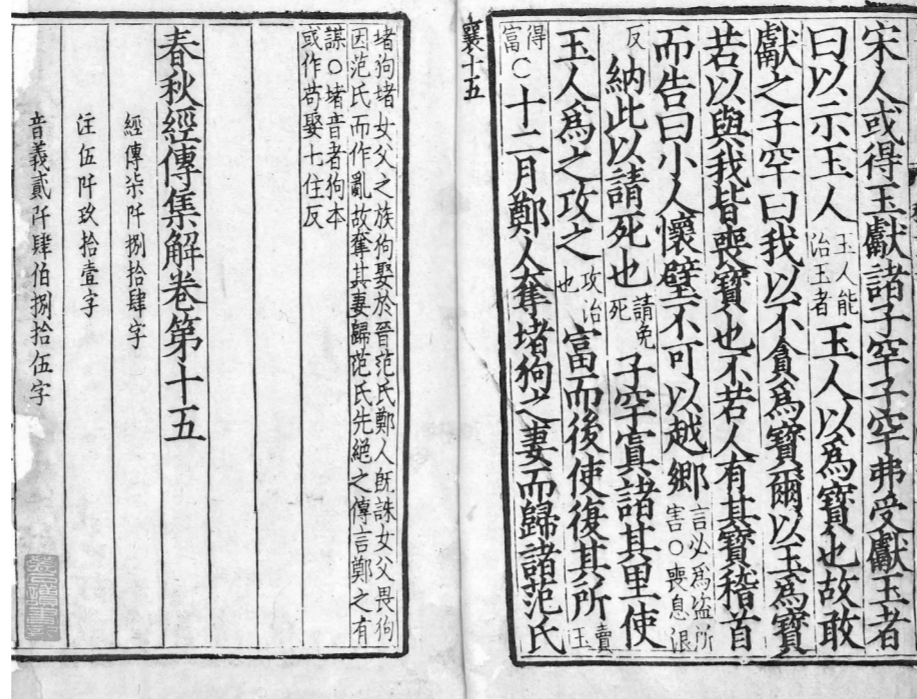 宋人或得玉獻諸子罕子罕弗受獻玉者
曰以示玉人玉人能治玉者玉人以爲寶也故敢
獻之子罕曰我以不貪爲寶爾以玉爲寶
若以與我皆喪寶也不若人有其寶稽首
而告曰小人懷璧不可以越鄉言必爲盜所害○喪息浪
反納此以請死也請免死子罕寘諸其里使
玉人爲之攻之攻治也富而後使復其所賣玉
得富○十二月鄭人奪堵狗之妻而歸諸范氏
襄十五
堵狗堵女父之族狗娶於晉范氏鄭人既誅女父畏狗
因范氏而作亂故奪其妻歸范氏先絕之傳言鄭之有
謀○堵音者狗本
或作苟娶七住反
春秋經傳集解卷第十五
經傳柒阡捌拾肆字
注伍阡玖拾壹字
音義貳阡肆伯捌拾伍字